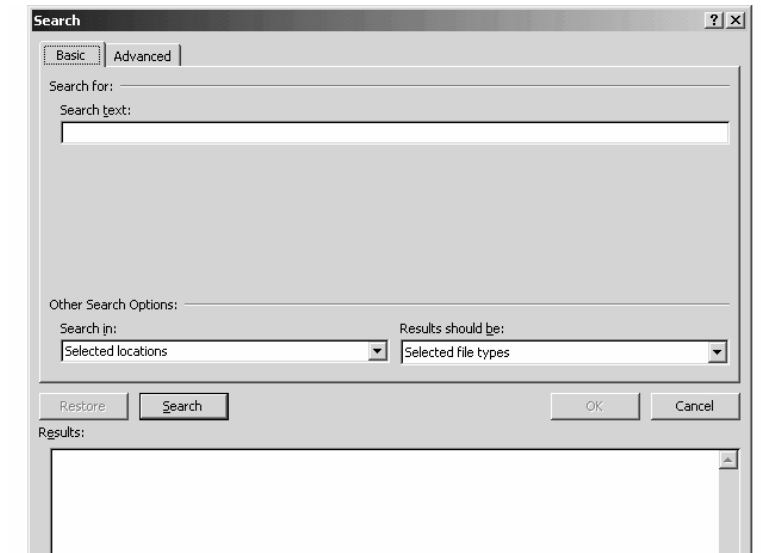 Search
Basic Advanced
Search for:
Search text:
Other Search Options:
Search in: Results should be:
Selected locations Selected file types
Restore Search OK Cancel
Results: